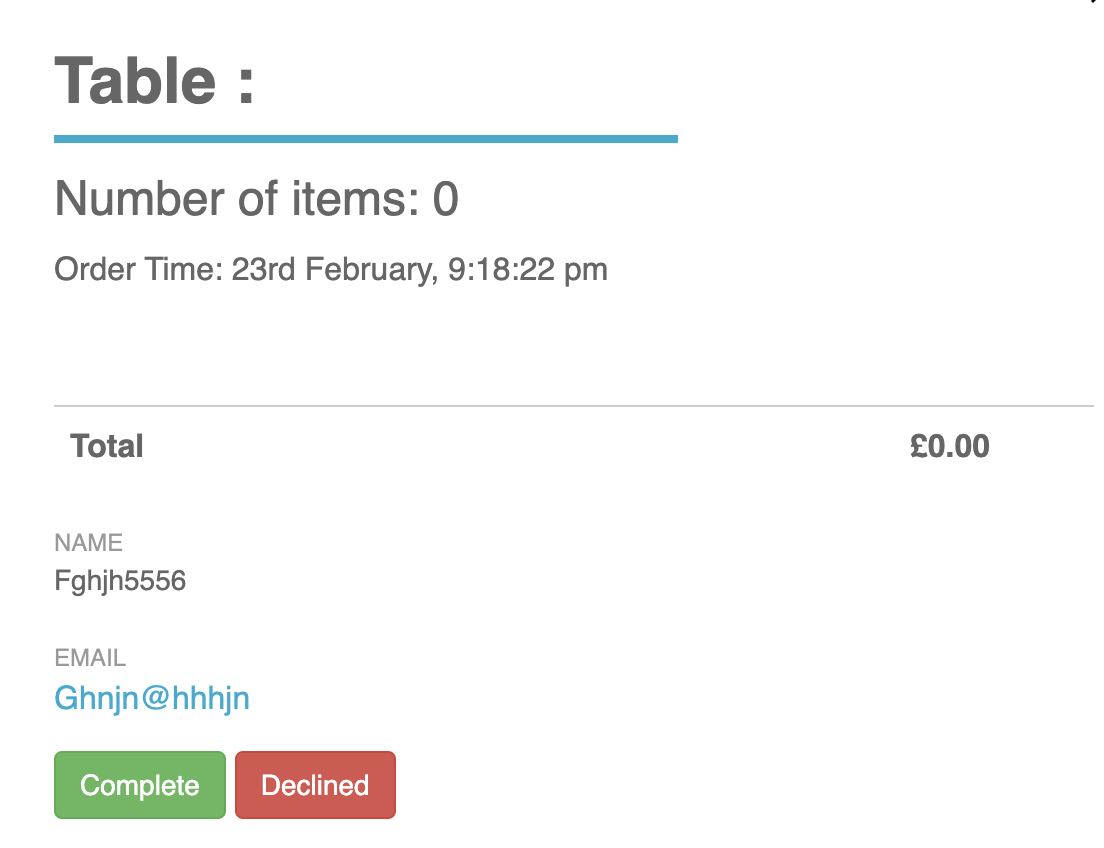 Table :
Number of items: 0
Order Time: 23rd February, 9:18:22 pm
Total £0.00
NAME
Fghjh5556
EMAIL
Ghnjn@hhhjn
Complete Declined